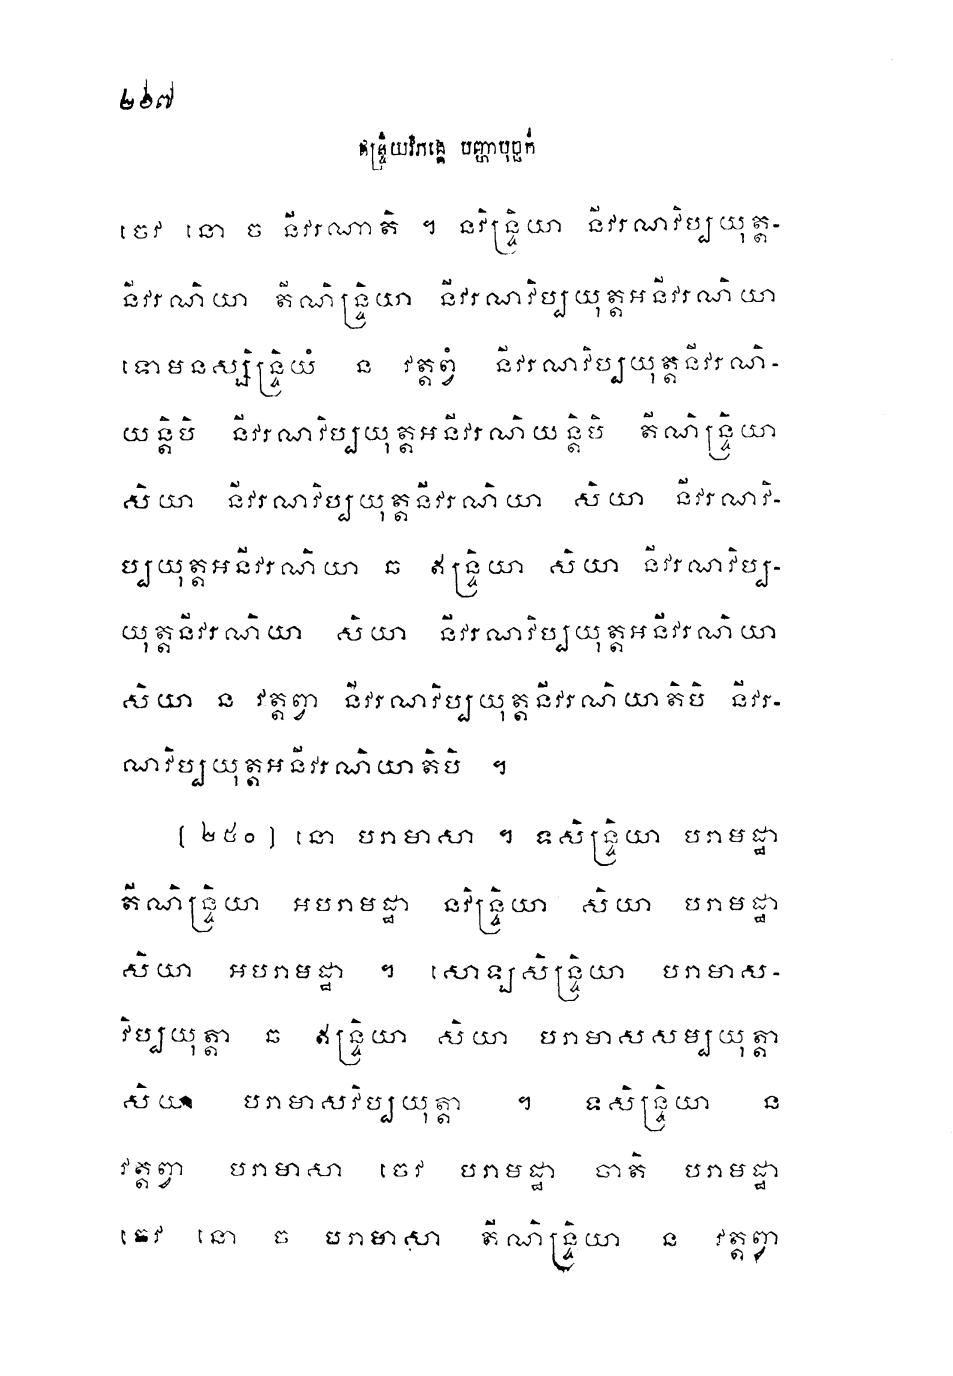 ២៦៧
ឥន្ទ្រិយវិភង្គេ បញ្ហាបុច្ឆកំ
ចេវ នោ ច នីវរណាតិ ។ នវិន្ទ្រិយា នីវរណវិប្បយុត្ត-
នីវរណិយា តីណិន្ទ្រិយា នីវរណវិប្បយុត្តអនីវរណិយា
ទោមនស្សិន្ទ្រិយំ ន វត្តព្វំ នីវរណវិប្បយុត្តនីវរណិ-
យន្តិបិ នីវរណវិប្បយុត្តអនីវរណិយន្តិបិ តីណិន្ទ្រិយា
សិយា នីវរណវិប្បយុត្តនីវរណិយា សិយា នីវរណវិ-
ប្បយុត្តអនីវរណិយា ឆ ឥន្ទ្រិយា សិយា នីវរណវិប្ប-
យុត្តនីវរណិយា សិយា នីវរណវិប្បយុត្តអនីវរណិយា
សិយា ន វត្តព្វា នីវរណវិប្បយុត្តនីវរណិយាតិបិ នីវរ-
ណវិប្បយុត្តអនីវរណិយាតិបិ ។
[ ២៥០ ] នោ បរាមាសា ។ ទសិន្ទ្រិយា បរាមដ្ឋា
តីណិន្ទ្រិយា អបរាមដ្ឋា នវិន្ទ្រិយា សិយា បរាមដ្ឋា
សិយា អបរាមដ្ឋា ។ សោឡសិន្ទ្រិយា បរាមាស-
វិប្បយុត្តា ឆ ឥន្ទ្រិយា សិយា បរាមាសសម្បយុត្តា
សិយា បរាមាសវិប្បយុត្តា ។ ទសិន្ទ្រិយា ន
វត្តព្វា បរាមាសា ចេវ បរាមដ្ឋា ចាតិ បរាមដ្ឋា
ចេវ នោ ច បរាមាសា តីណិន្ទ្រិយា ន វត្តព្វា